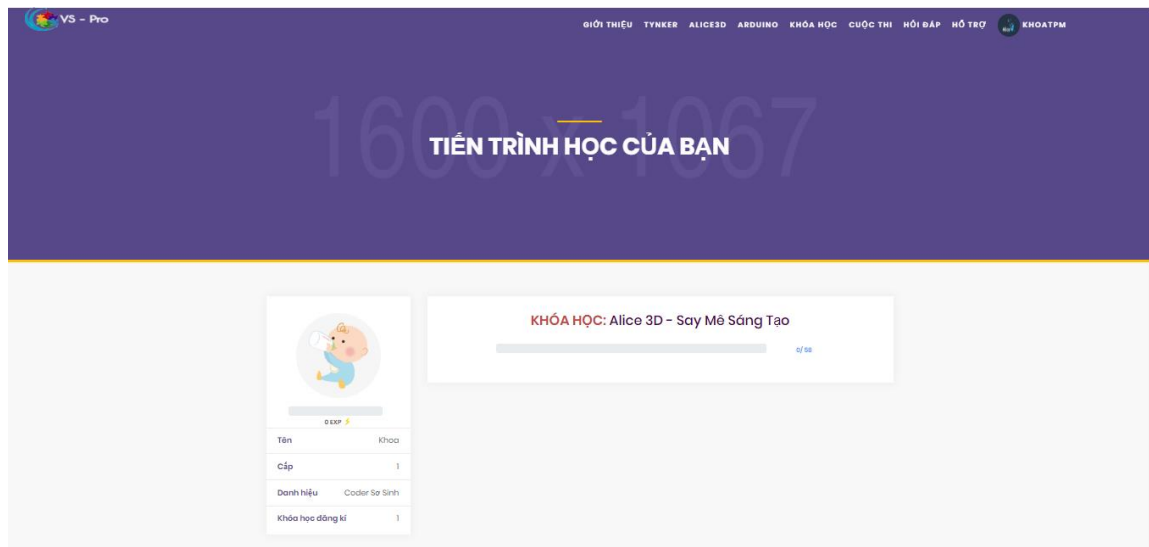 VS - Pro
GIỚI THIỆU TYNKER ALICE3D ARDUINO KHÓA HỌC CUỘC THI HỎI ĐÁP HỖ TRỢ KHOATPM
1600 x 1067
TIẾN TRÌNH HỌC CỦA BẠN
KHÓA HỌC: Alice 3D - Say Mê Sáng Tạo
0 EXP
Tên Khoa
Cấp 1
Danh hiệu Coder Sơ Sinh
Khóa học đăng kí 1